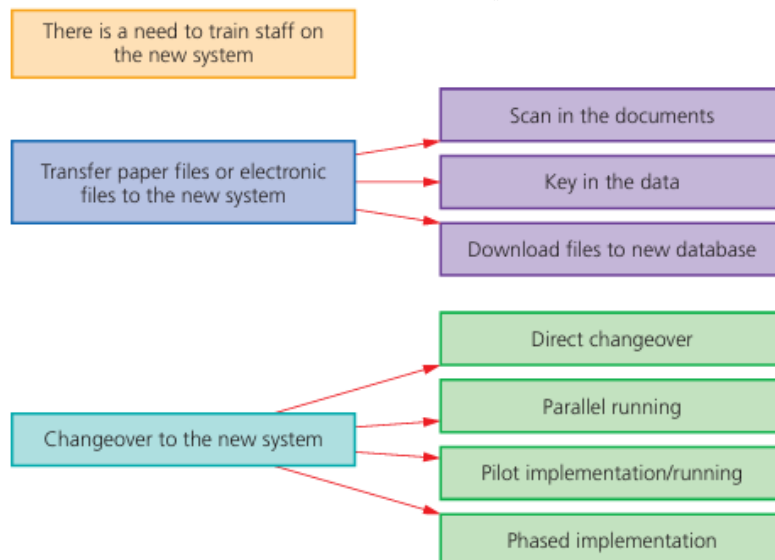 There is a need to train staff on
the new system
Transfer paper files or electronic
files to the new system
Scan in the documents
Key in the data
Download files to new database
Changeover to the new system
Direct changeover
Parallel running
Pilot implementation/running
Phased implementation